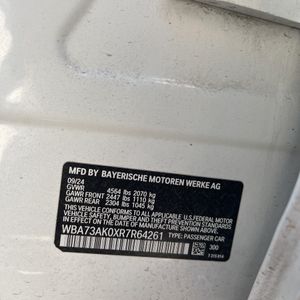 MFD BY BAYERISCHE MOTOREN WERKE AG
09/24
GVWR 4564 lbs 2070 kg
GAWR FRONT 2447 lbs 1110 kg
GAWR REAR 2304 lbs 1045 kg
THIS VEHICLE CONFORMS TO ALL APPLICABLE U.S.FEDERAL MOTOR
VEHICLE SAFETY, BUMPER, AND THEFT PREVENTION STANDARDS
IN EFFECT ON THE DATE OF MANUFACTURE SHOWN ABOVE.
WBA73AK0XR7R64261 TYPE: PASSENGER CAR
300